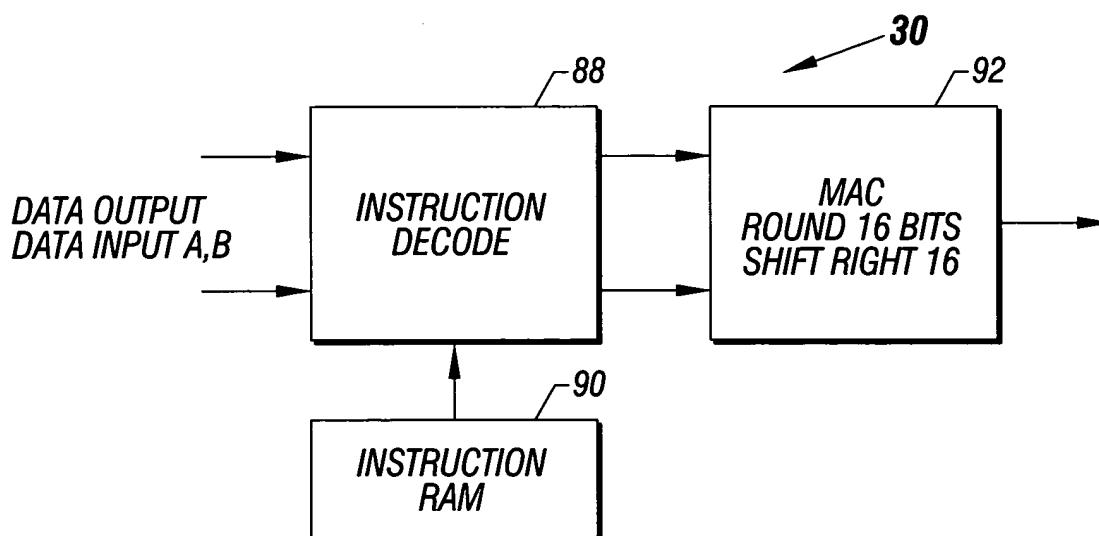 30
88
92
DATA OUTPUT
DATA INPUT A,B
INSTRUCTION
DECODE
MAC
ROUND 16 BITS
SHIFT RIGHT 16
90
INSTRUCTION
RAM